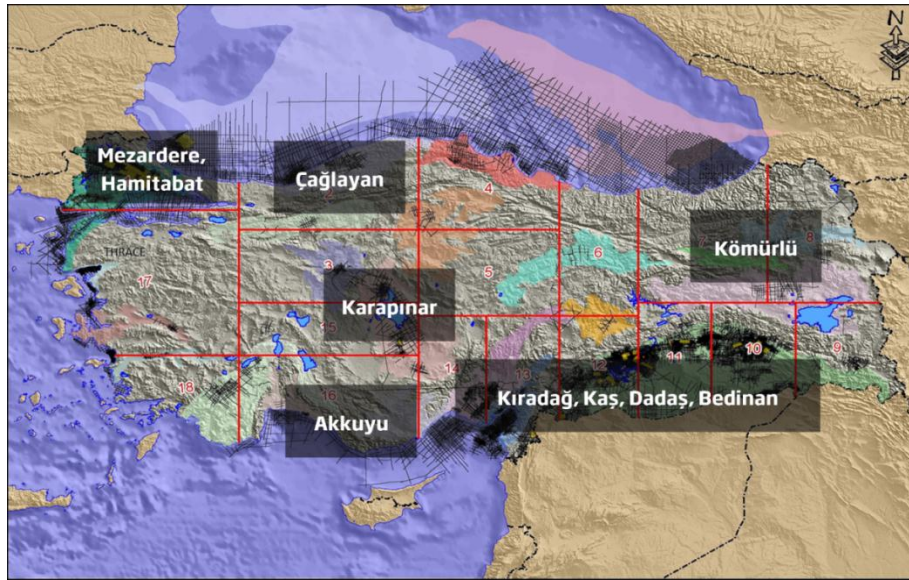 N
Mezardere,
Hamitabat
Çağlayan
4
THRACE
3
5
6
Kömürlü
8
17
Karapınar
15
14
13
12
11
10
9
18
16
Akkuyu
Kıradağ, Kaş, Dadaş, Bedinan